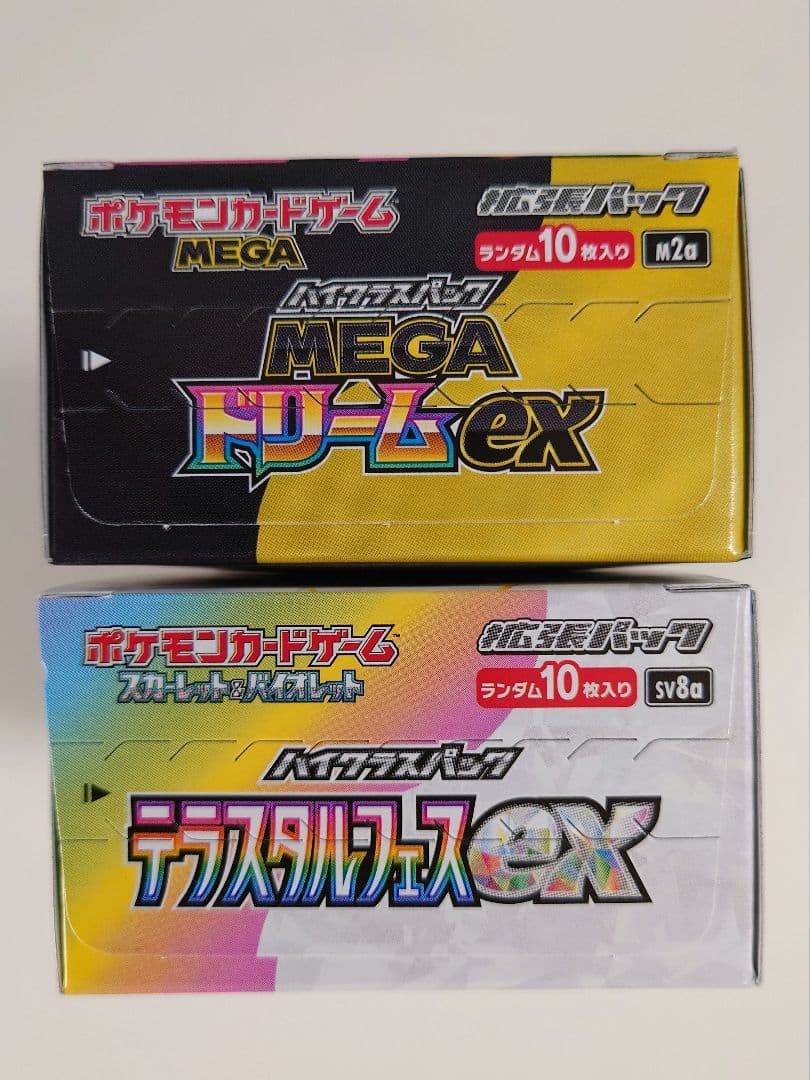 ポケモンカードゲーム
MEGA
拡張パック
ランダム10枚入り M2a
ハイクラスパック
MEGA
ドリームex
ポケモンカードゲーム™
スカーレット&バイオレット
拡張パック
ランダム10枚入り SV8a
ハイクラスパック
テラスタルフェスex